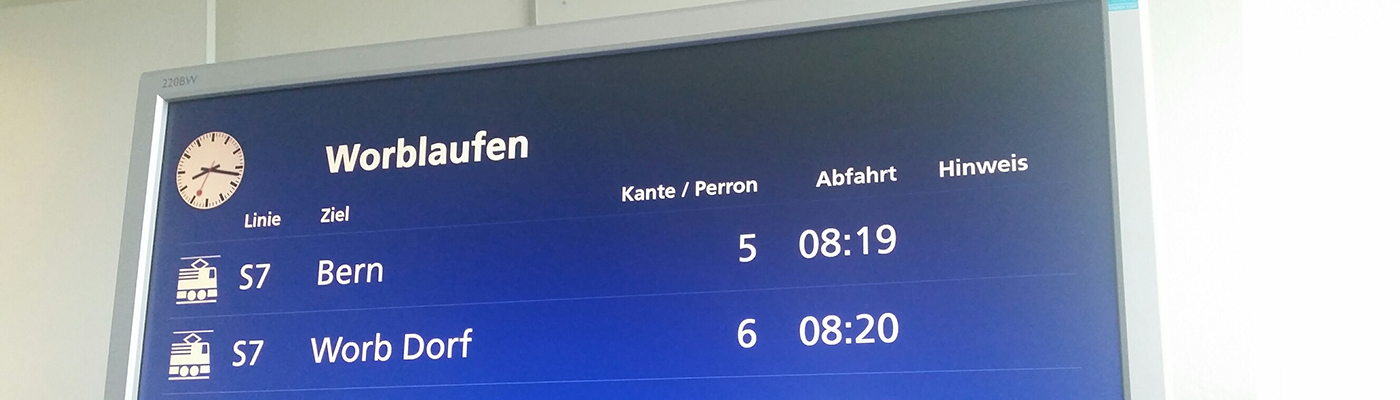 220BW
Worblaufen
Linie Ziel Kante / Perron Abfahrt Hinweis
S7 Bern 5 08:19
S7 Worb Dorf 6 08:20